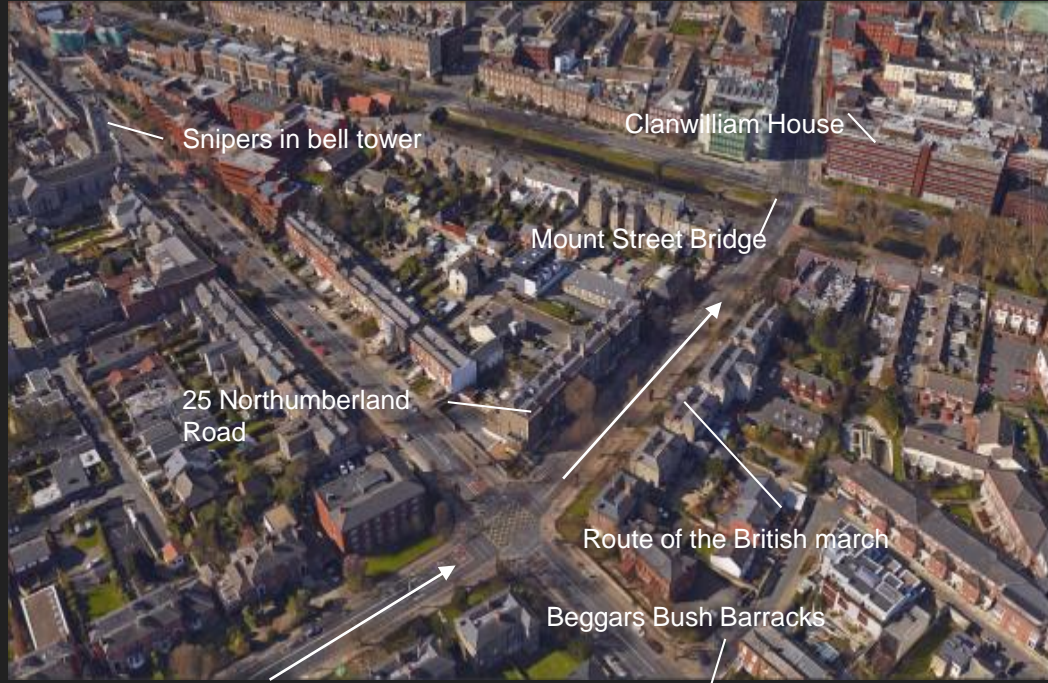 Snipers in bell tower
Clanwilliam House
Mount Street Bridge
25 Northumberland
Road
Route of the British march
Beggars Bush Barracks